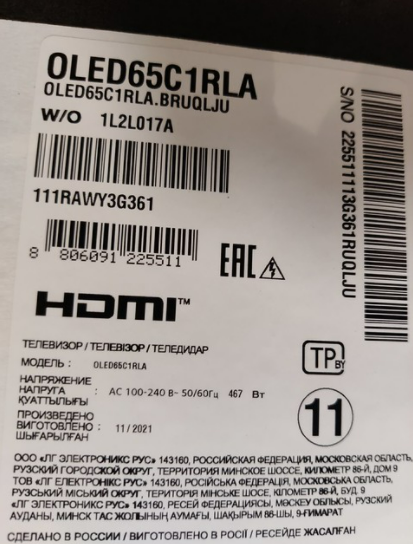 OLED65C1RLA
OLED65C1RLA.BRUQLJU
W/O 1L2L017A
111RAWY3G361
8 806091 225511
EAC
HDMI™
S/NO 225511113G361RUQLJU
ТЕЛЕВИЗОР / ТЕЛЕВІЗОР / ТЕЛЕДИДАР
МОДЕЛЬ : OLED65C1RLA
НАПРЯЖЕНИЕ
НАПРУГА : AC 100-240 В~ 50/60Гц 467 Вт
ҚУАТТЫЛЫҒЫ
ПРОИЗВЕДЕНО
ВИГОТОВЛЕНО : 11/2021
ШЫҒАРЫЛҒАН
TP BY
11
ООО «ЛГ ЭЛЕКТРОНИКС РУС» 143160, РОССИЙСКАЯ ФЕДЕРАЦИЯ, МОСКОВСКАЯ ОБЛАСТЬ,
РУЗСКИЙ ГОРОДСКОЙ ОКРУГ, ТЕРРИТОРИЯ МИНСКОЕ ШОССЕ, КИЛОМЕТР 86-Й, ДОМ 9
ТОВ «ЛГ ЕЛЕКТРОНІКС РУС» 143160, РОСІЙСЬКА ФЕДЕРАЦІЯ, МОСКОВСЬКА ОБЛАСТЬ,
РУЗСЬКИЙ МІСЬКИЙ ОКРУГ, ТЕРИТОРІЯ МІНСЬКЕ ШОСЕ, КІЛОМЕТР 86-Й, БУД. 9
«ЛГ ЭЛЕКТРОНИКС РУС» 143160, РЕСЕЙ ФЕДЕРАЦИЯСЫ, МӘСКЕУ ОБЛЫСЫ, РУЗСКИЙ
АУДАНЫ, МИНСК ТАС ЖОЛЫНЫҢ АУМАҒЫ, ШАҚЫРЫМ 86-ШЫ, 9-ҒИМАРАТ
СДЕЛАНО В РОССИИ / ВИГОТОВЛЕНО В РОСІЇ / РЕСЕЙДЕ ЖАСАЛҒАН